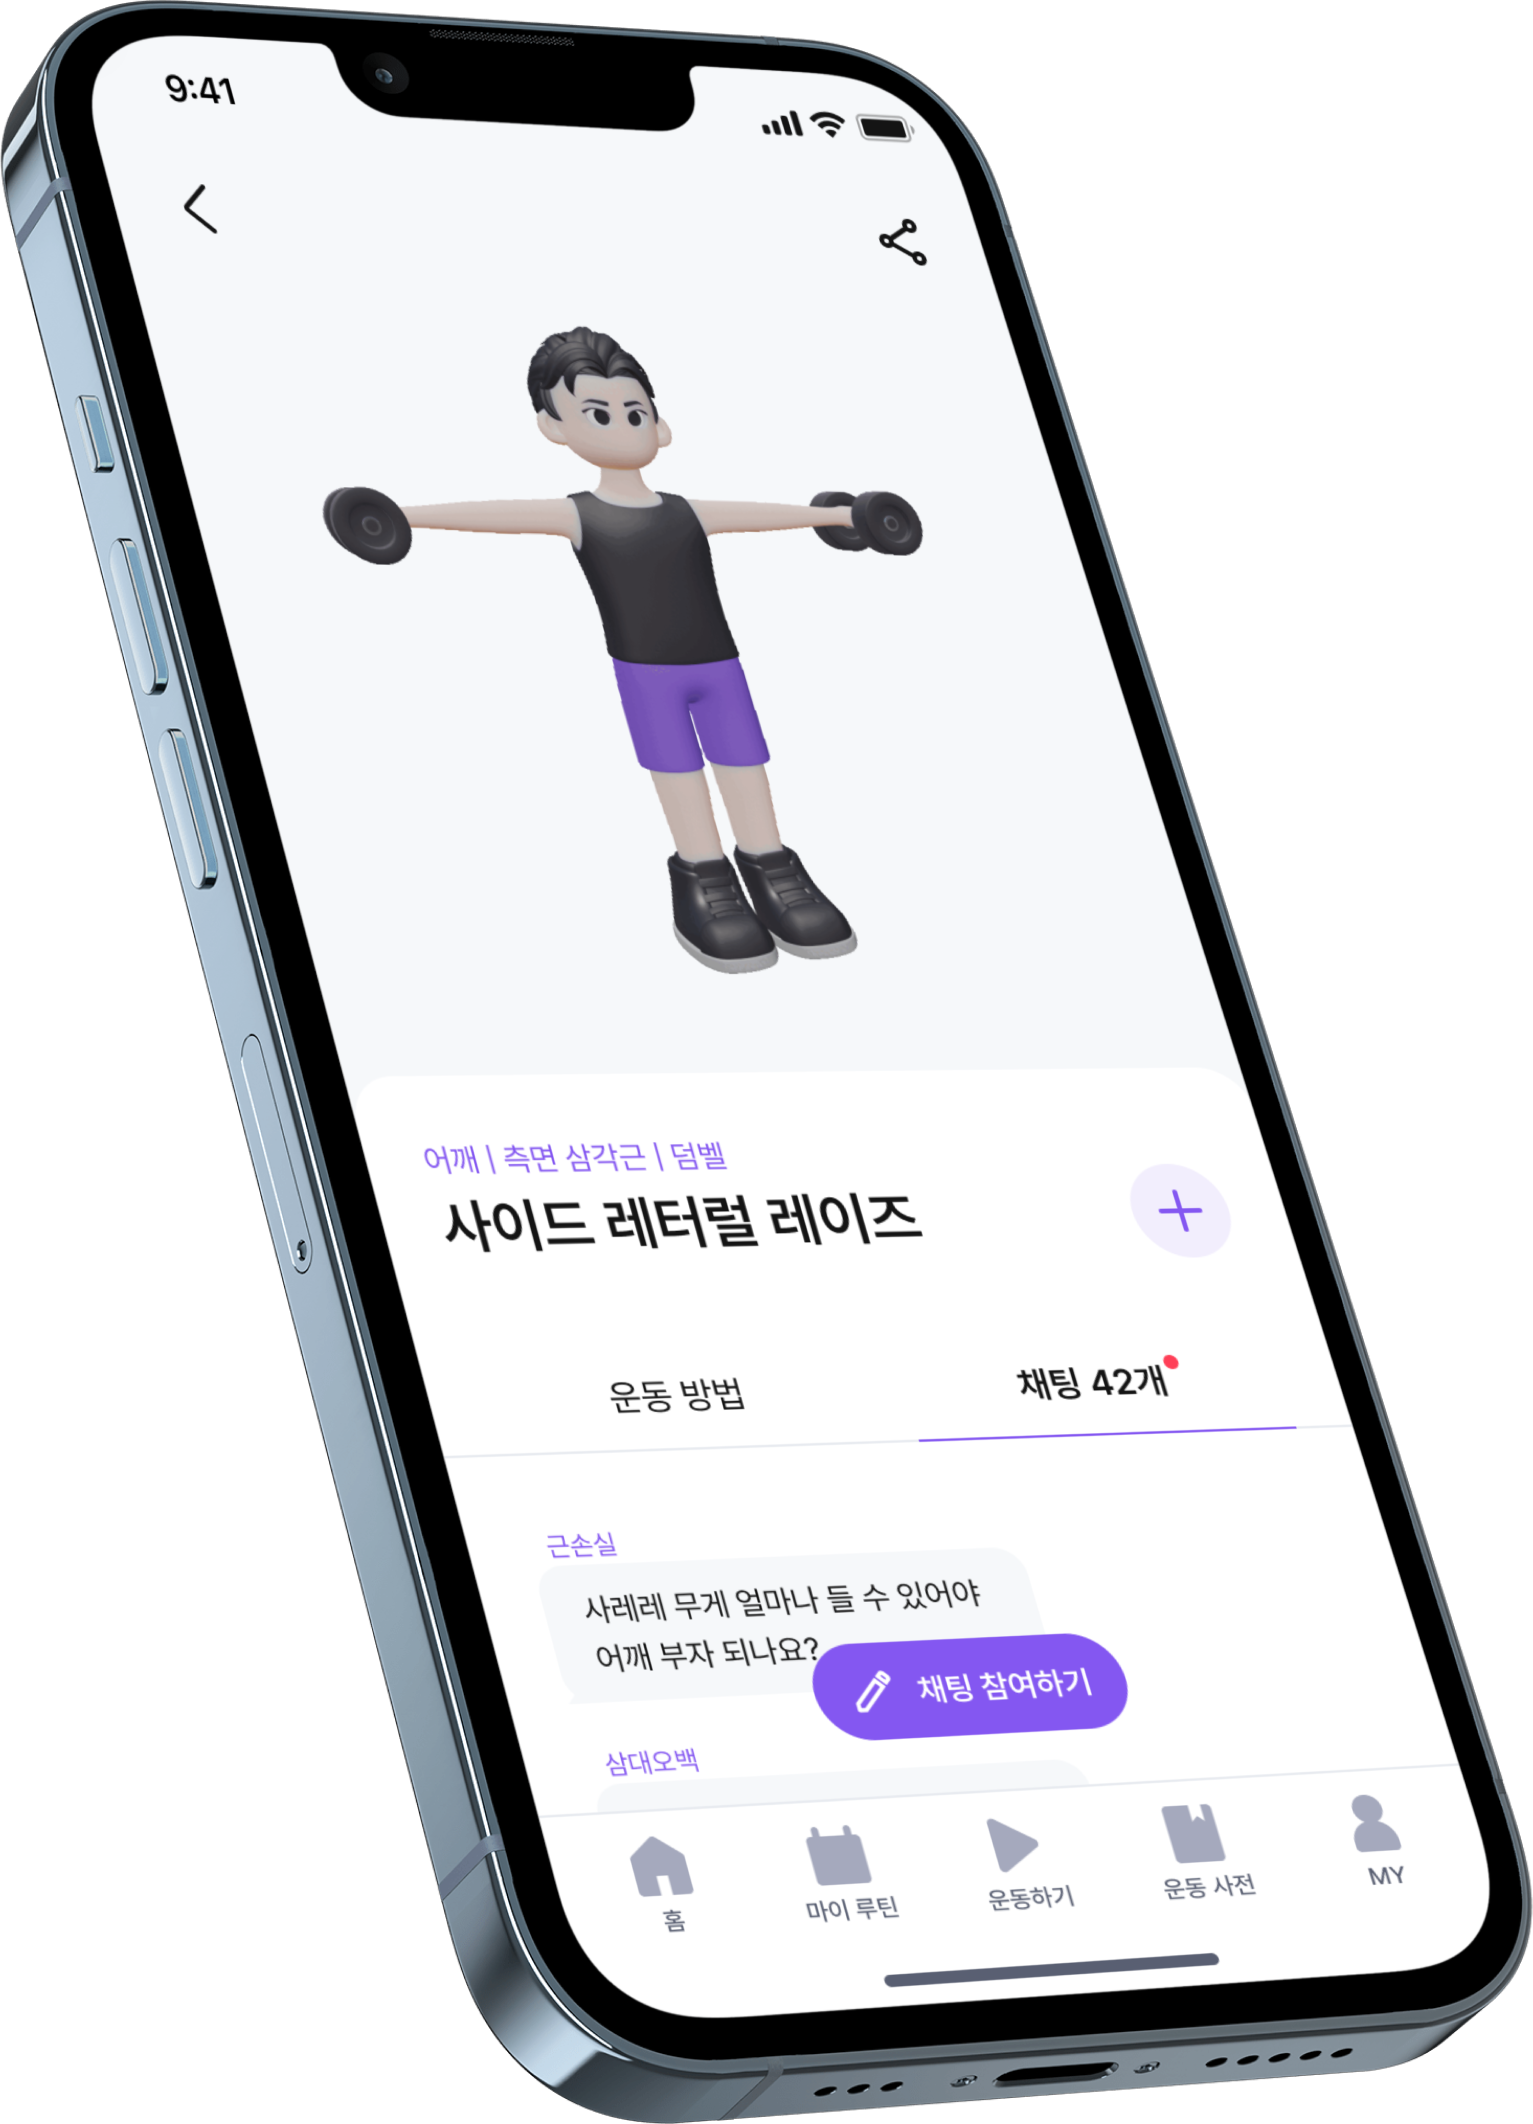 9:41
어깨 | 측면 삼각근 | 덤벨
사이드 레터럴 레이즈
운동 방법
채팅 42개
근손실
사레레 무게 얼마나 들 수 있어야
어깨 부자 되나요?
채팅 참여하기
삼대오백
홈
마이 루틴
운동하기
운동 사전
MY